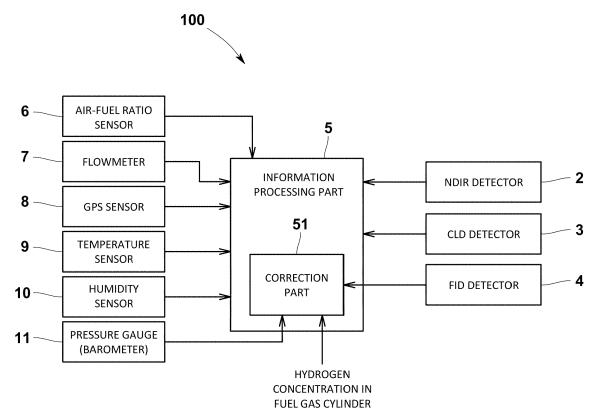 100
6
AIR-FUEL RATIO
SENSOR
7
FLOWMETER
8
GPS SENSOR
9
TEMPERATURE
SENSOR
10
HUMIDITY
SENSOR
11
PRESSURE GAUGE
(BAROMETER)
5
INFORMATION
PROCESSING PART
51
CORRECTION
PART
NDIR DETECTOR
2
CLD DETECTOR
3
FID DETECTOR
4
HYDROGEN
CONCENTRATION IN
FUEL GAS CYLINDER